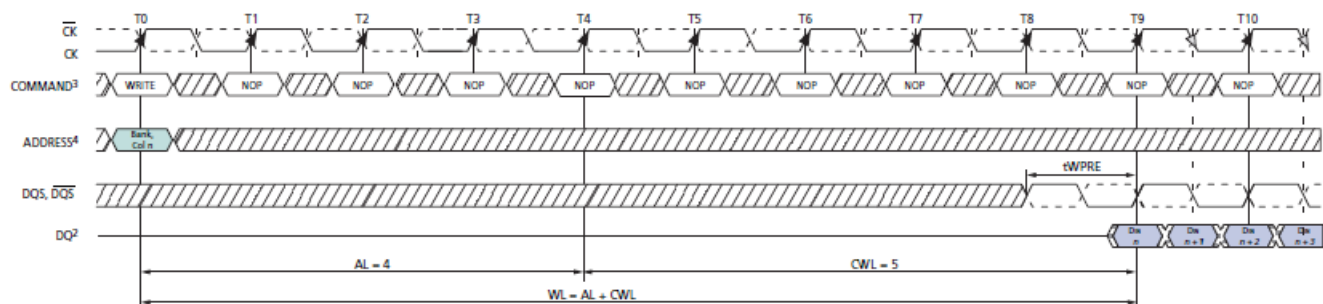 T0 T1 T2 T3 T4 T5 T6 T7 T8 T9 T10
CK
CK
COMMAND3 WRITE NOP NOP NOP NOP NOP NOP NOP NOP NOP NOP
ADDRESS4 Bank,
Col n
tWPRE
DQS, DQS
DQ2 Din Din Din Din
n n+1 n+2 n+3
AL = 4 CWL = 5
WL = AL + CWL